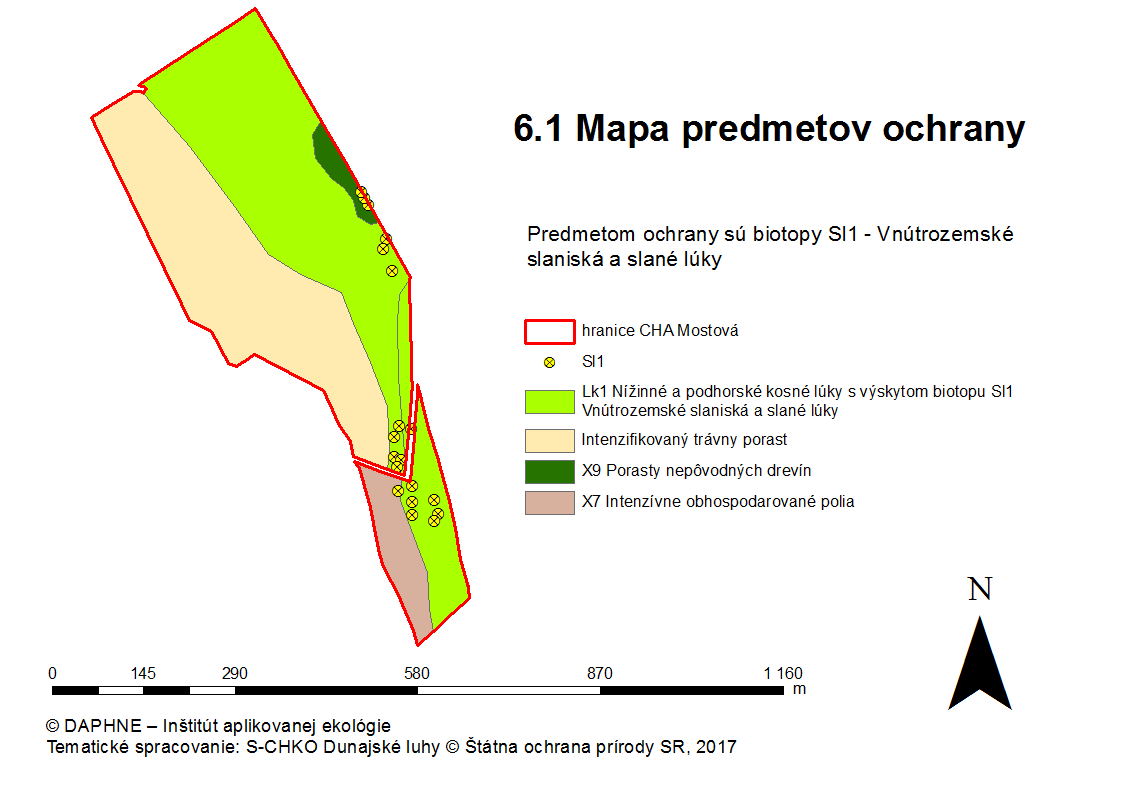 6.1 Mapa predmetov ochrany
Predmetom ochrany sú biotopy Sl1 - Vnútrozemské
slaniská a slané lúky
hranice CHA Mostová
Sl1
Lk1 Nížinné a podhorské kosné lúky s výskytom biotopu Sl1
Vnútrozemské slaniská a slané lúky
Intenzifikovaný trávny porast
X9 Porasty nepôvodných drevín
X7 Intenzívne obhospodarované polia
N
0 145 290 580 870 1 160
m
© DAPHNE – Inštitút aplikovanej ekológie
Tematické spracovanie: S-CHKO Dunajské luhy © Štátna ochrana prírody SR, 2017